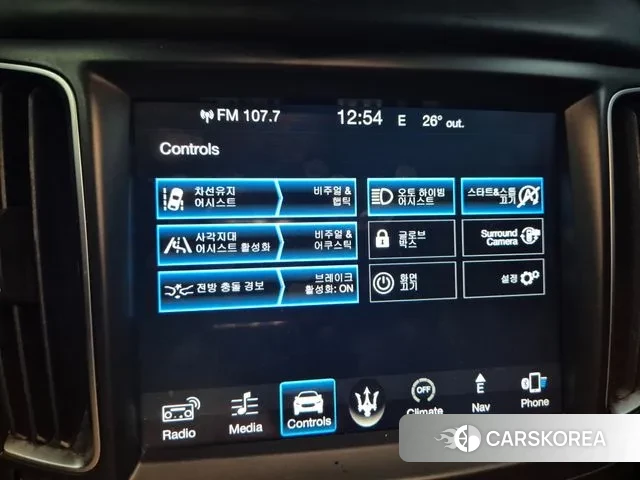 FM 107.7 12:54 E 26° out.
Controls
차선유지
어시스트
비주얼 &
햅틱
오토 하이빔
어시스트
스타트&스톱
끄기
사각지대
어시스트 활성화
비주얼 &
어쿠스틱
글로브
박스
Surround
Camera
전방 충돌 경보
브레이크
활성화: ON
화면
끄기
설정
Radio
Media
Controls
OFF
Climate
E
Nav
Phone
CARSKOREA